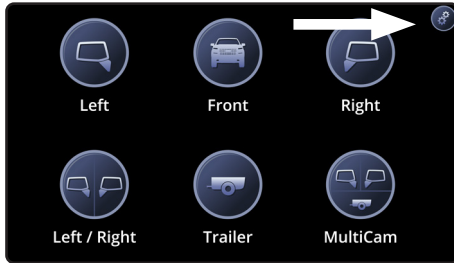 Left
Front
Right
Left / Right
Trailer
MultiCam